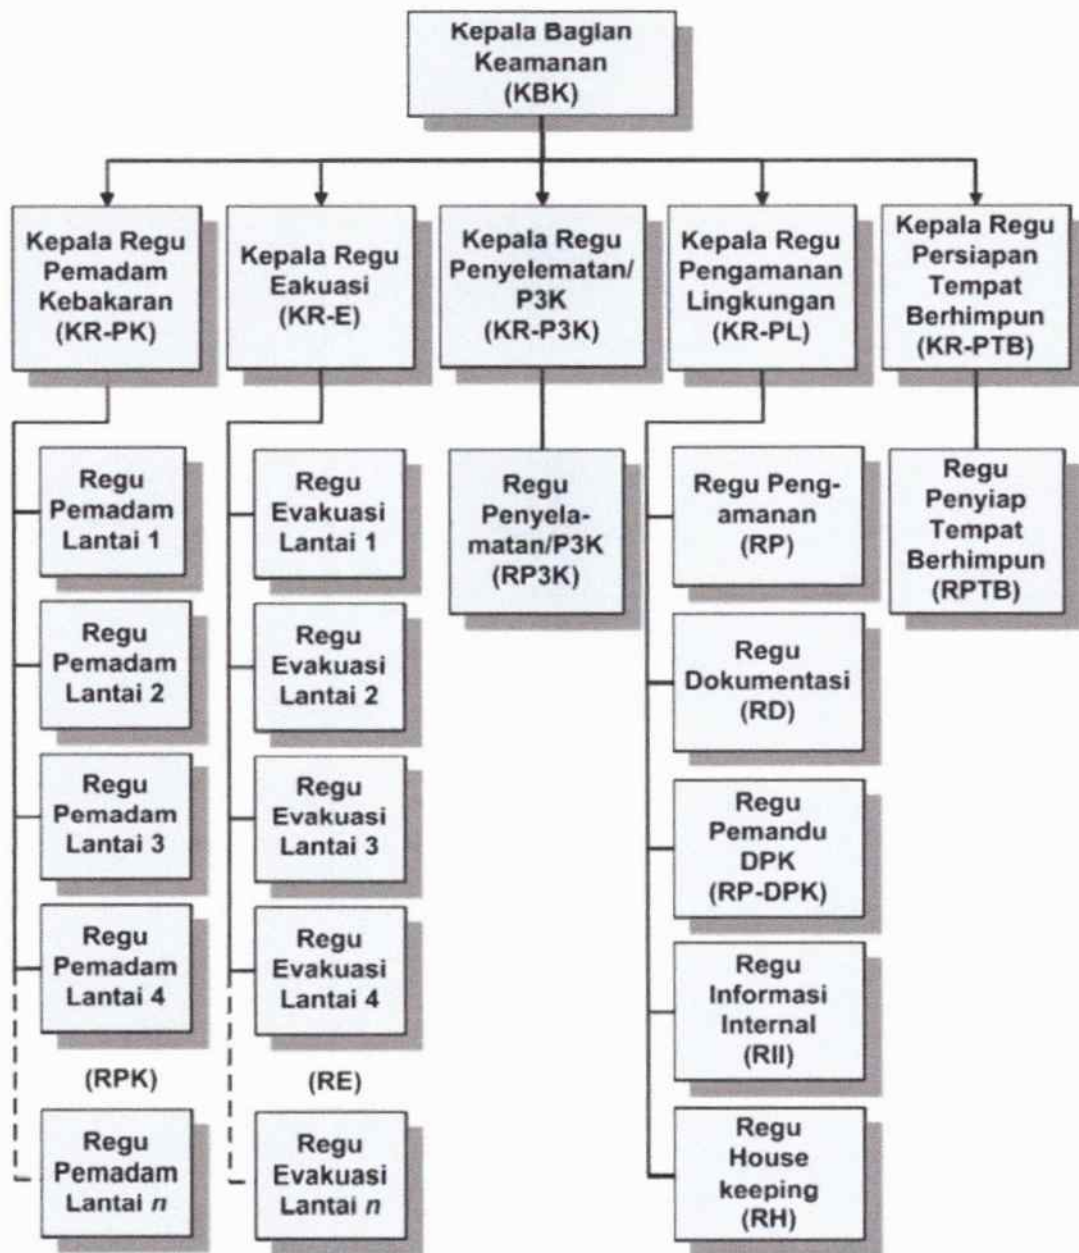 Kepala Bagian
Keamanan
(KBK)
Kepala Regu
Pemadam
Kebakaran
(KR-PK)
Kepala Regu
Eakuasi
(KR-E)
Kepala Regu
Penyelematan/
P3K
(KR-P3K)
Kepala Regu
Pengamanan
Lingkungan
(KR-PL)
Kepala Regu
Persiapan
Tempat
Berhimpun
(KR-PTB)
Regu
Pemadam
Lantai 1
Regu
Pemadam
Lantai 2
Regu
Pemadam
Lantai 3
Regu
Pemadam
Lantai 4
(RPK)
Regu
Pemadam
Lantai n
Regu
Evakuasi
Lantai 1
Regu
Evakuasi
Lantai 2
Regu
Evakuasi
Lantai 3
Regu
Evakuasi
Lantai 4
(RE)
Regu
Evakuasi
Lantai n
Regu
Penyela-
matan/P3K
(RP3K)
Regu Peng-
amanan
(RP)
Regu
Dokumentasi
(RD)
Regu
Pemandu
DPK
(RP-DPK)
Regu
Informasi
Internal
(RII)
Regu
House
keeping
(RH)
Regu
Penyiap
Tempat
Berhimpun
(RPTB)